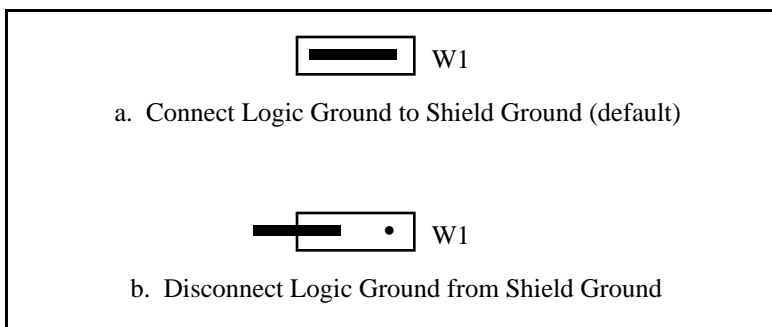 W1
a. Connect Logic Ground to Shield Ground (default)
W1
b. Disconnect Logic Ground from Shield Ground